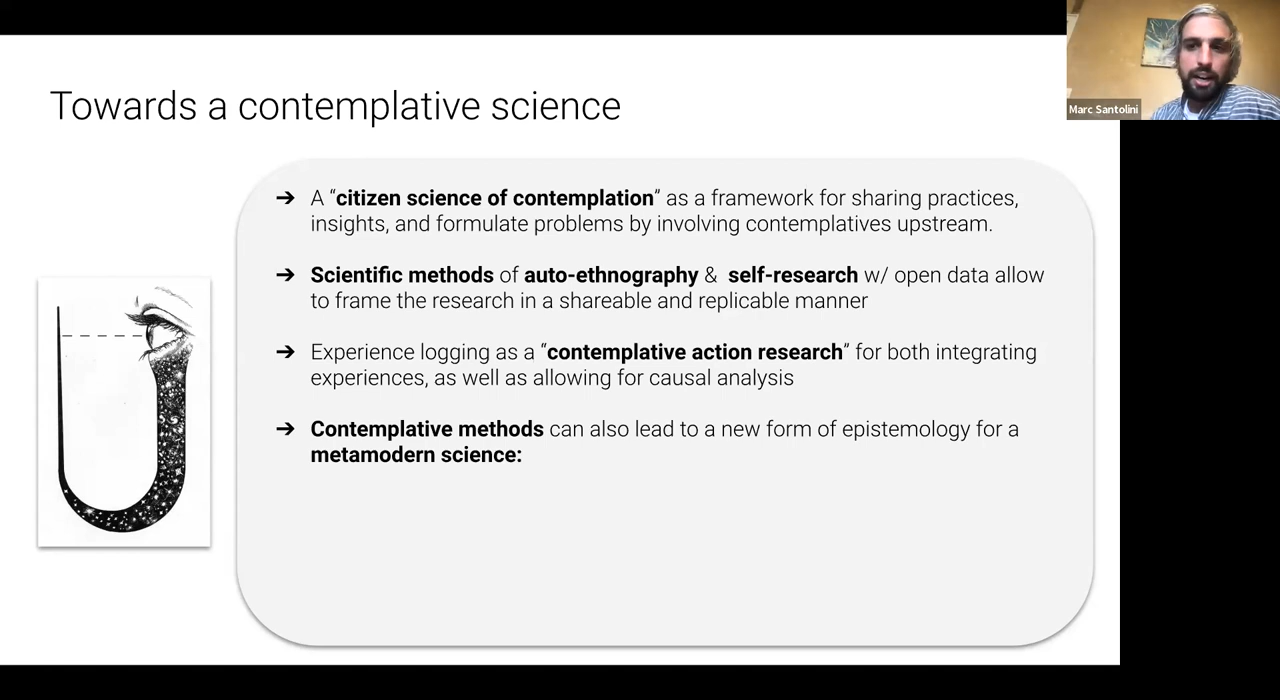 Marc Santolini
Towards a contemplative science
➔ A “citizen science of contemplation” as a framework for sharing practices,
insights, and formulate problems by involving contemplatives upstream.
➔ Scientific methods of auto-ethnography & self-research w/ open data allow
to frame the research in a shareable and replicable manner
➔ Experience logging as a “contemplative action research” for both integrating
experiences, as well as allowing for causal analysis
➔ Contemplative methods can also lead to a new form of epistemology for a
metamodern science: